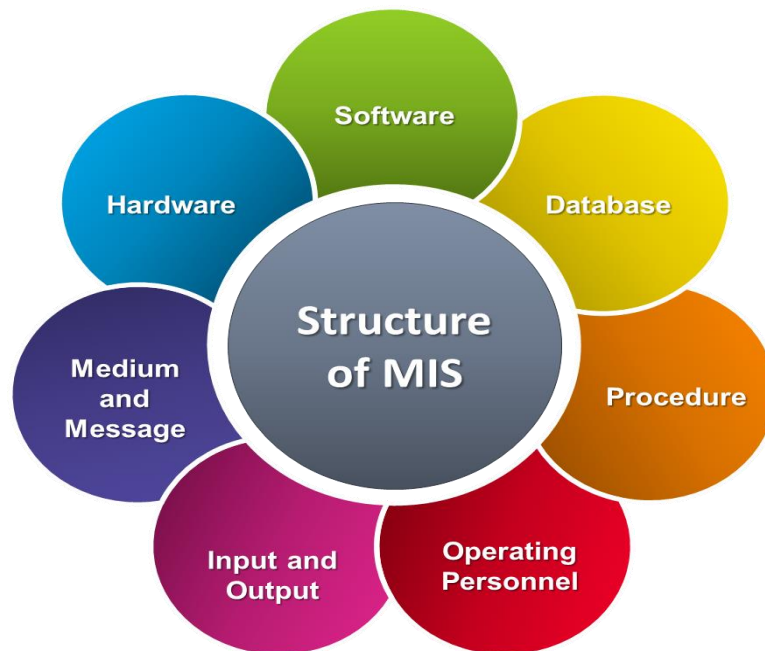 Software
Hardware
Database
Structure
of MIS
Medium
and
Message
Procedure
Input and
Output
Operating
Personnel